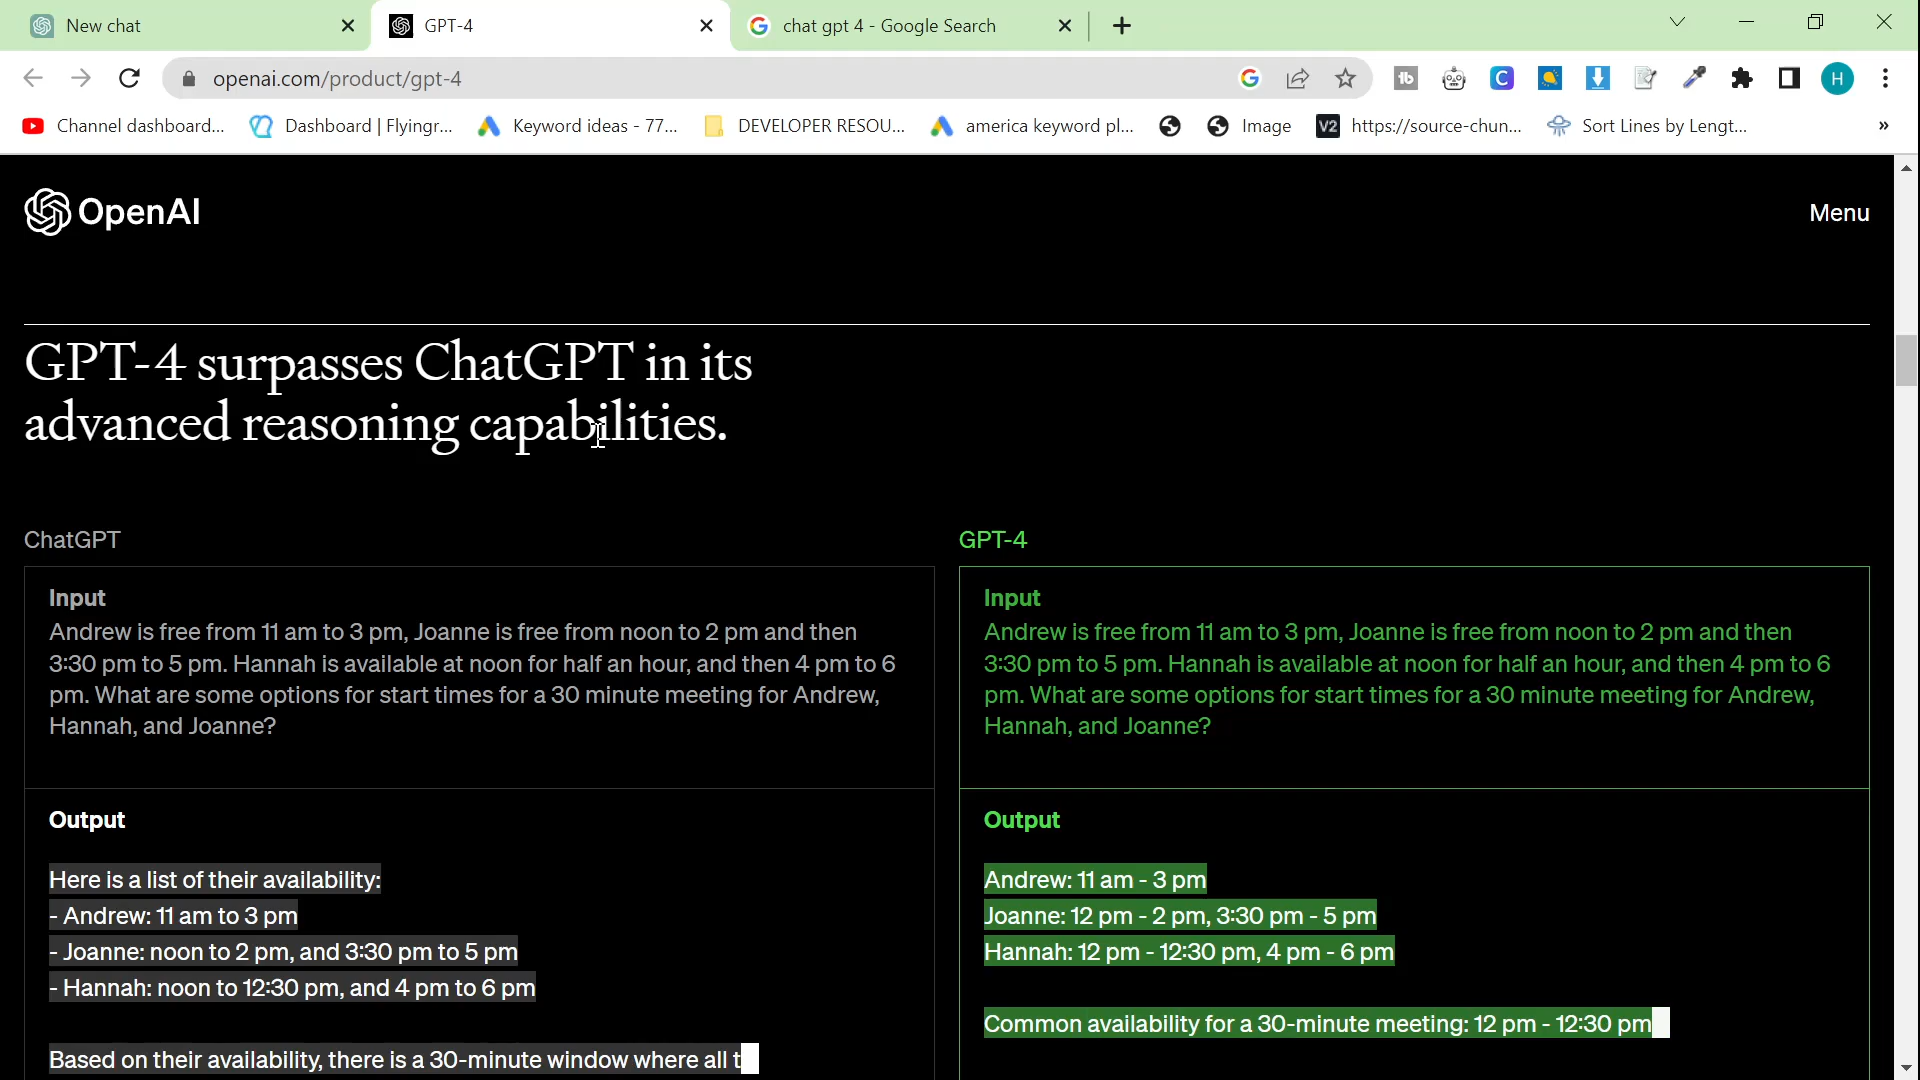 New chat
GPT-4
chat gpt 4 - Google Search
openai.com/product/gpt-4
H
Channel dashboard...
Dashboard | Flyingr...
Keyword ideas - 77...
DEVELOPER RESOU...
america keyword pl...
Image
V2
https://source-chun...
Sort Lines by Lengt...
»
OpenAI
Menu
GPT-4 surpasses ChatGPT in its
advanced reasoning capabilities.
ChatGPT
Input
Andrew is free from 11 am to 3 pm, Joanne is free from noon to 2 pm and then
3:30 pm to 5 pm. Hannah is available at noon for half an hour, and then 4 pm to 6
pm. What are some options for start times for a 30 minute meeting for Andrew,
Hannah, and Joanne?
Output
Here is a list of their availability:
- Andrew: 11 am to 3 pm
- Joanne: noon to 2 pm, and 3:30 pm to 5 pm
- Hannah: noon to 12:30 pm, and 4 pm to 6 pm
Based on their availability, there is a 30-minute window where all t
GPT-4
Input
Andrew is free from 11 am to 3 pm, Joanne is free from noon to 2 pm and then
3:30 pm to 5 pm. Hannah is available at noon for half an hour, and then 4 pm to 6
pm. What are some options for start times for a 30 minute meeting for Andrew,
Hannah, and Joanne?
Output
Andrew: 11 am - 3 pm
Joanne: 12 pm - 2 pm, 3:30 pm - 5 pm
Hannah: 12 pm - 12:30 pm, 4 pm - 6 pm
Common availability for a 30-minute meeting: 12 pm - 12:30 pm